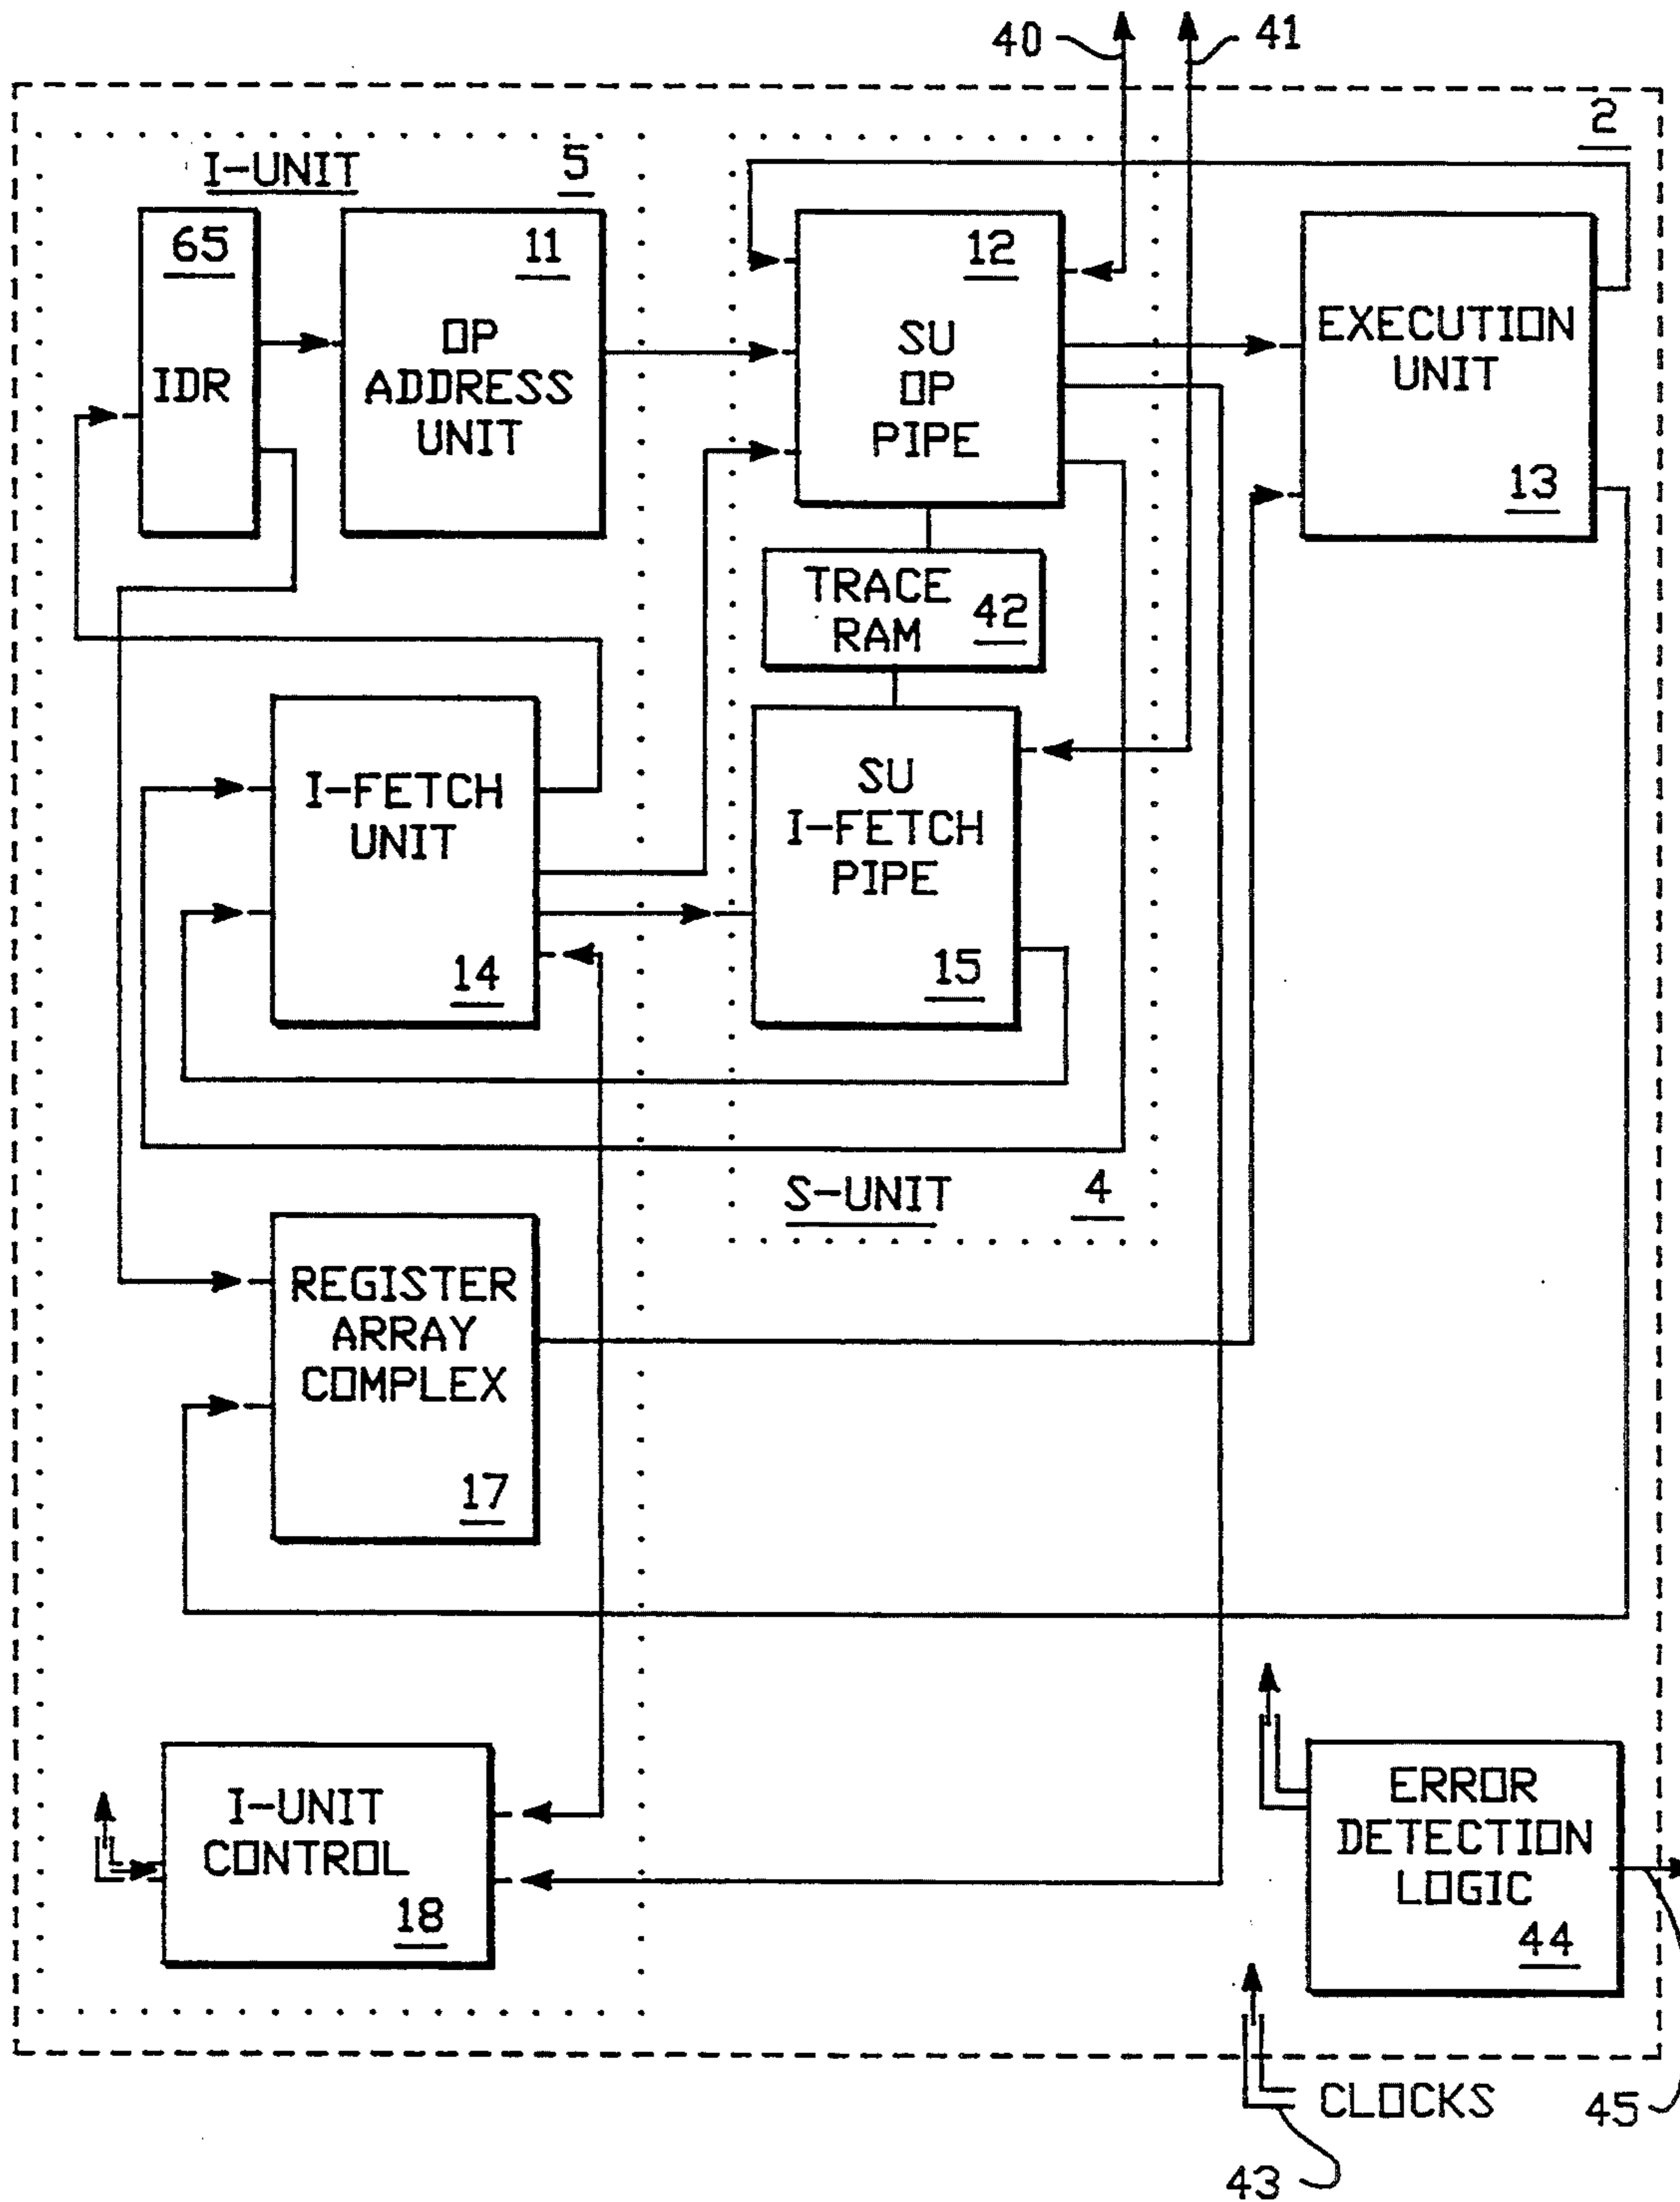 40
41
2
I-UNIT
5
65
IDR
11
OP
ADDRESS
UNIT
12
SU
OP
PIPE
EXECUTION
UNIT
13
TRACE
RAM
42
I-FETCH
UNIT
14
SU
I-FETCH
PIPE
15
S-UNIT
4
REGISTER
ARRAY
COMPLEX
17
I-UNIT
CONTROL
18
ERROR
DETECTION
LOGIC
44
CLOCKS
45
43